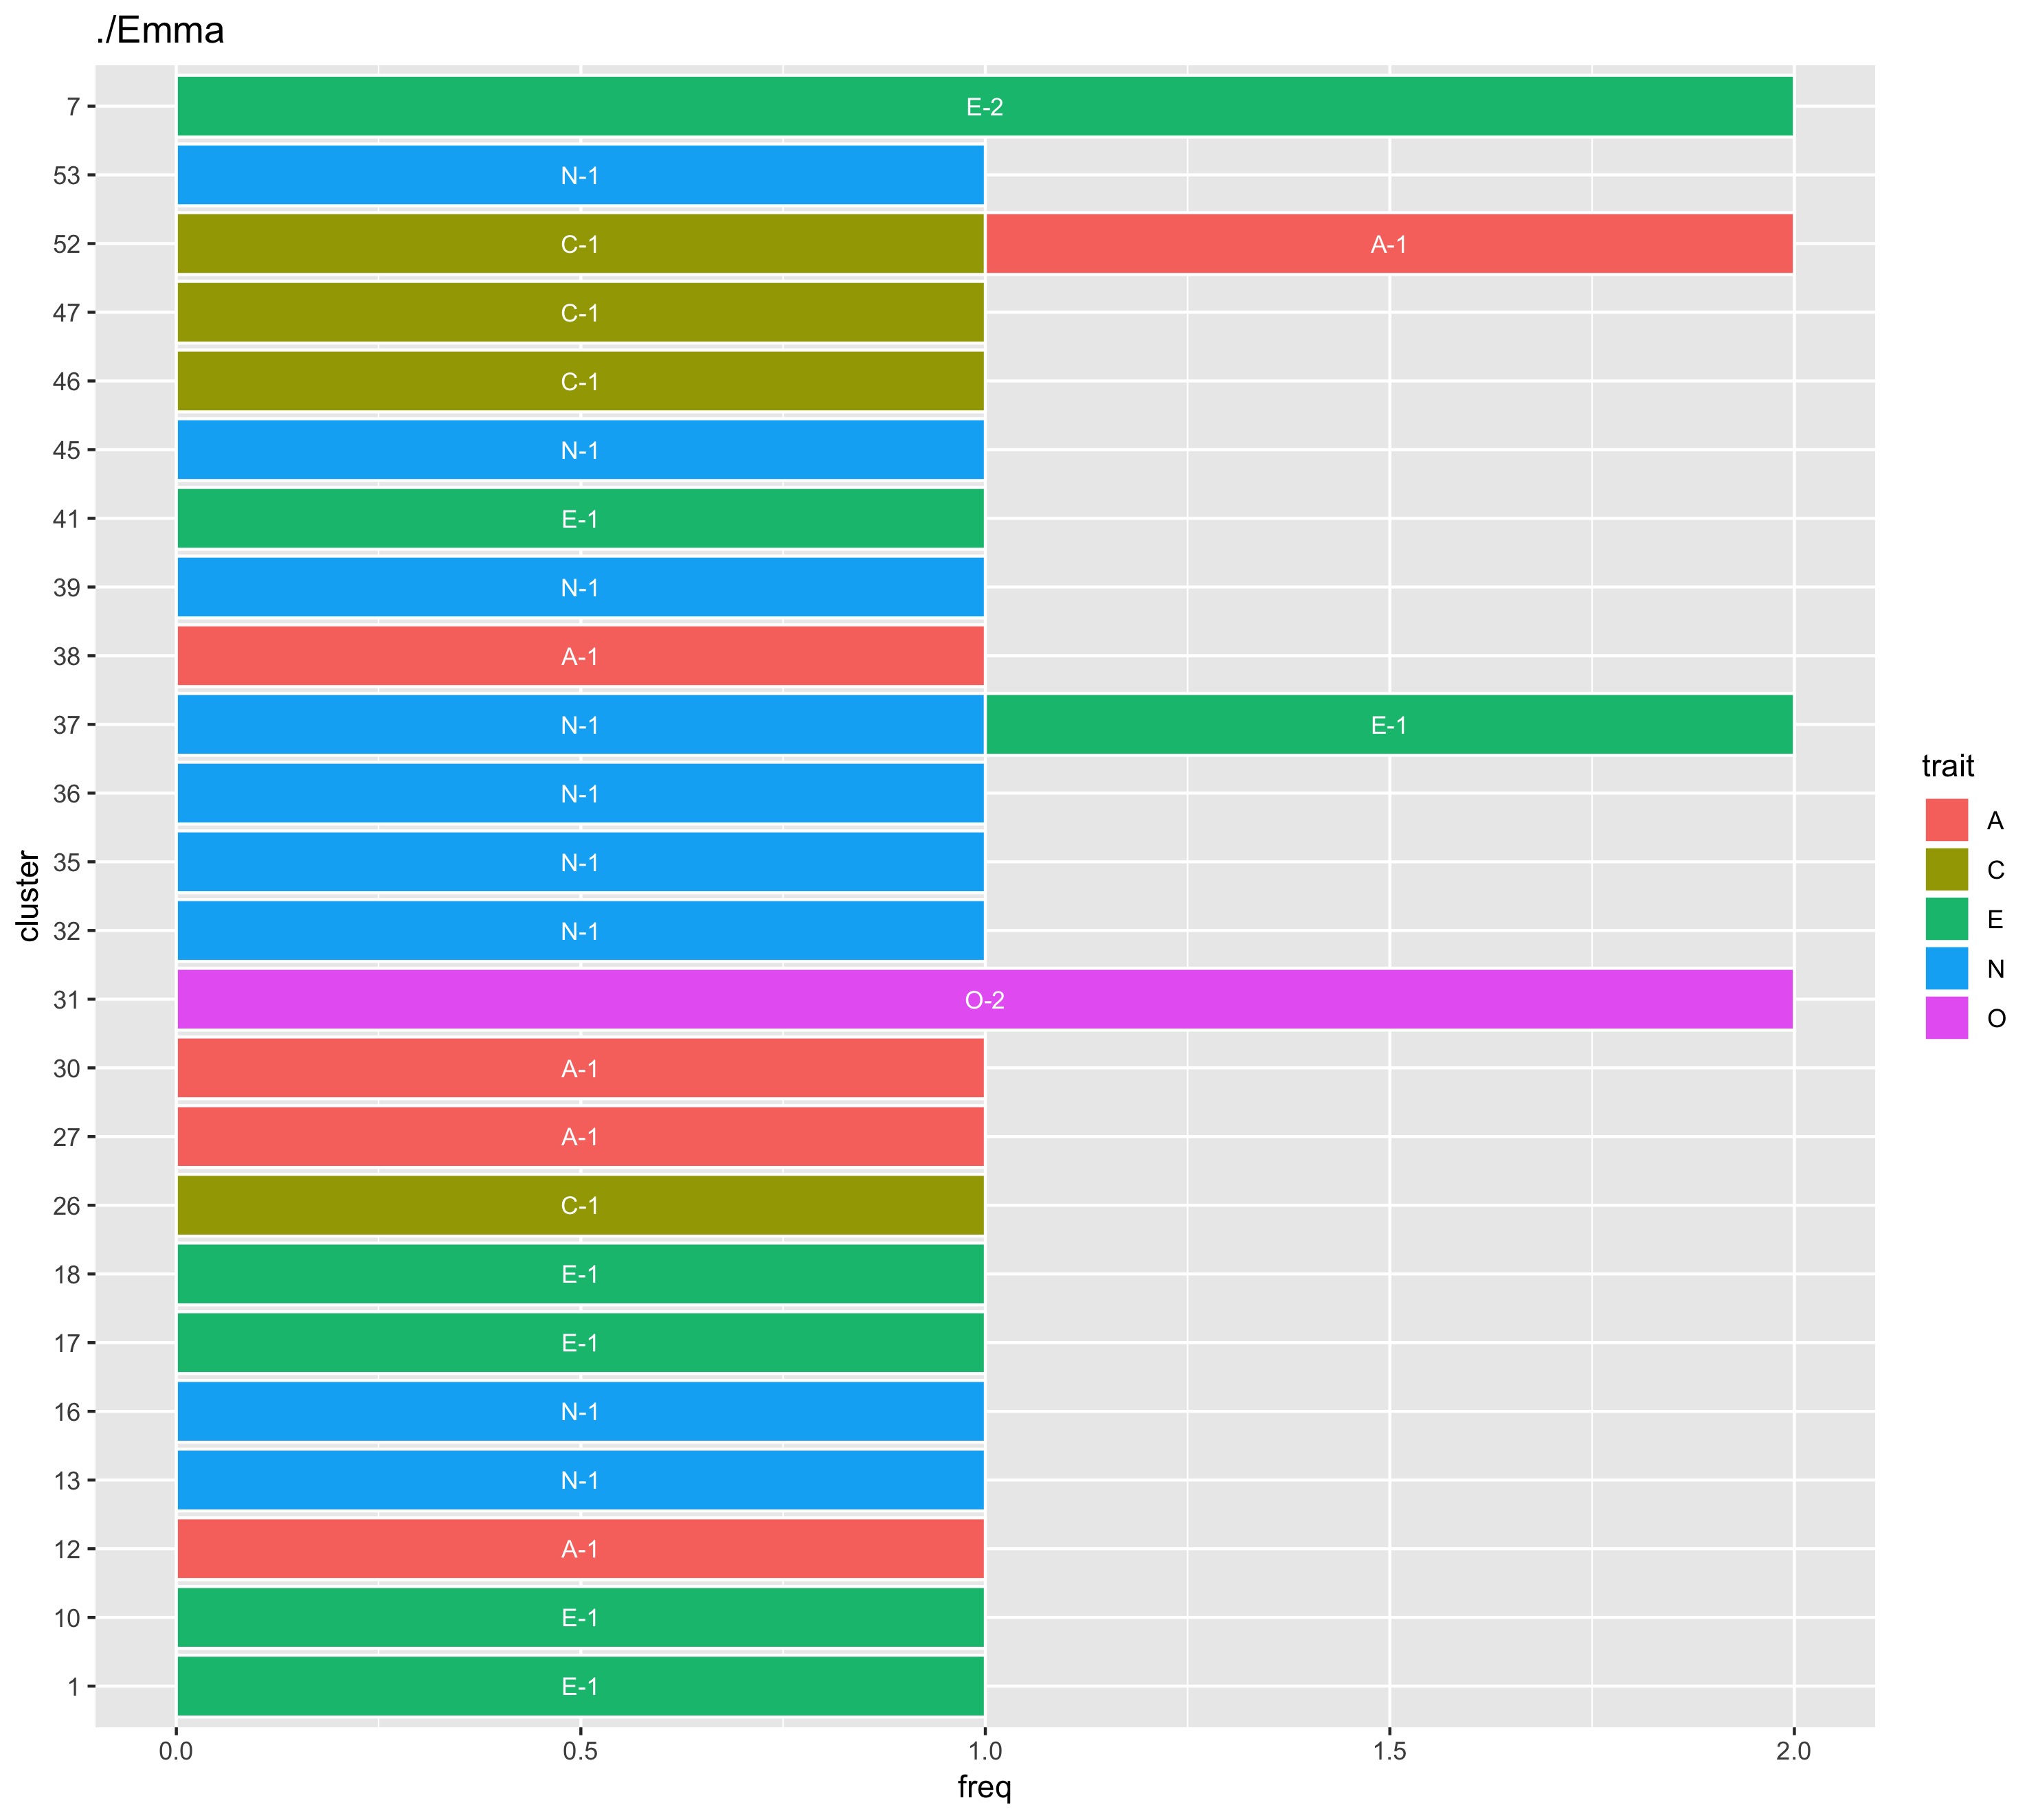 ./Emma
7
E-2
53
N-1
52
C-1 A-1
47
C-1
46
C-1
45
N-1
41
E-1
39
N-1
38
A-1
37
N-1 E-1
36
N-1
35
N-1
32
N-1
31
O-2
30
A-1
27
A-1
26
C-1
18
E-1
17
E-1
16
N-1
13
N-1
12
A-1
10
E-1
1
E-1
cluster
0.0 0.5 1.0 1.5 2.0
freq
trait
A
C
E
N
O